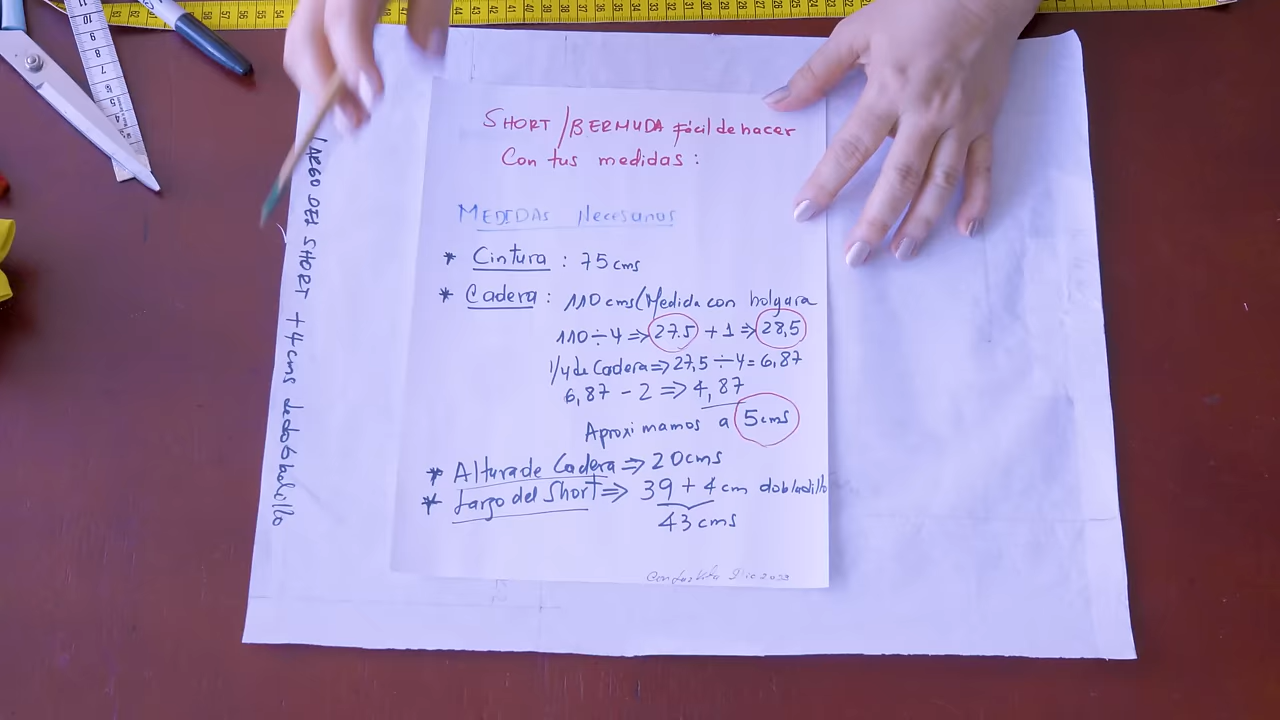 SHORT / BERMUDA fácil de hacer
Con tus medidas :
MEDIDAS Necesarias
* Cintura : 75 cms
* Cadera : 110 cms (Medida con holgura
110 ÷ 4 ⇒ 27.5 + 1 ⇒ 28,5
1/4 de Cadera ⇒ 27,5 ÷ 4 = 6,87
6,87 - 2 ⇒ 4,87
Aproximamos a 5 cms
* Altura de Cadera ⇒ 20 cms
* Largo del Short ⇒ 39 + 4 cm dobladillo
43 cms
LARGO DEL SHORT + 4 cms de dobladillo